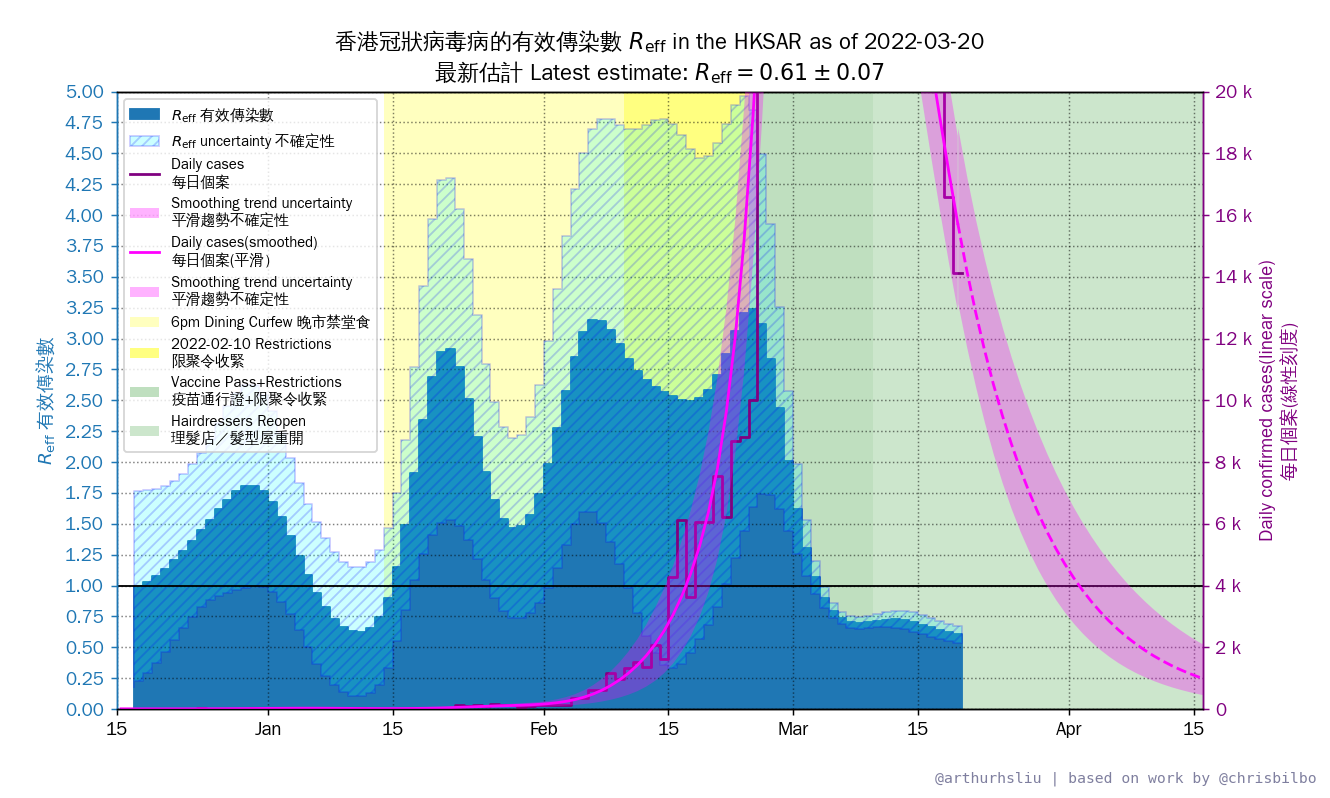 香港冠狀病毒病的有效傳染數 Reff in the HKSAR as of 2022-03-20
最新估計 Latest estimate: Reff = 0.61 ± 0.07
Reff 有效傳染數
Reff uncertainty 不確定性
Daily cases
每日個案
Smoothing trend uncertainty
平滑趨勢不確定性
Daily cases(smoothed)
每日個案(平滑）
Smoothing trend uncertainty
平滑趨勢不確定性
6pm Dining Curfew 晚市禁堂食
2022-02-10 Restrictions
限聚令收緊
Vaccine Pass+Restrictions
疫苗通行證+限聚令收緊
Hairdressers Reopen
理髮店／髮型屋重開
Reff 有效傳染數
5.00
4.75
4.50
4.25
4.00
3.75
3.50
3.25
3.00
2.75
2.50
2.25
2.00
1.75
1.50
1.25
1.00
0.75
0.50
0.25
0.00
15
Jan
15
Feb
15
Mar
15
Apr
15
20 k
18 k
16 k
14 k
12 k
10 k
8 k
6 k
4 k
2 k
0
Daily confirmed cases(linear scale)
每日個案(線性刻度)
@arthurhsliu | based on work by @chrisbilbo